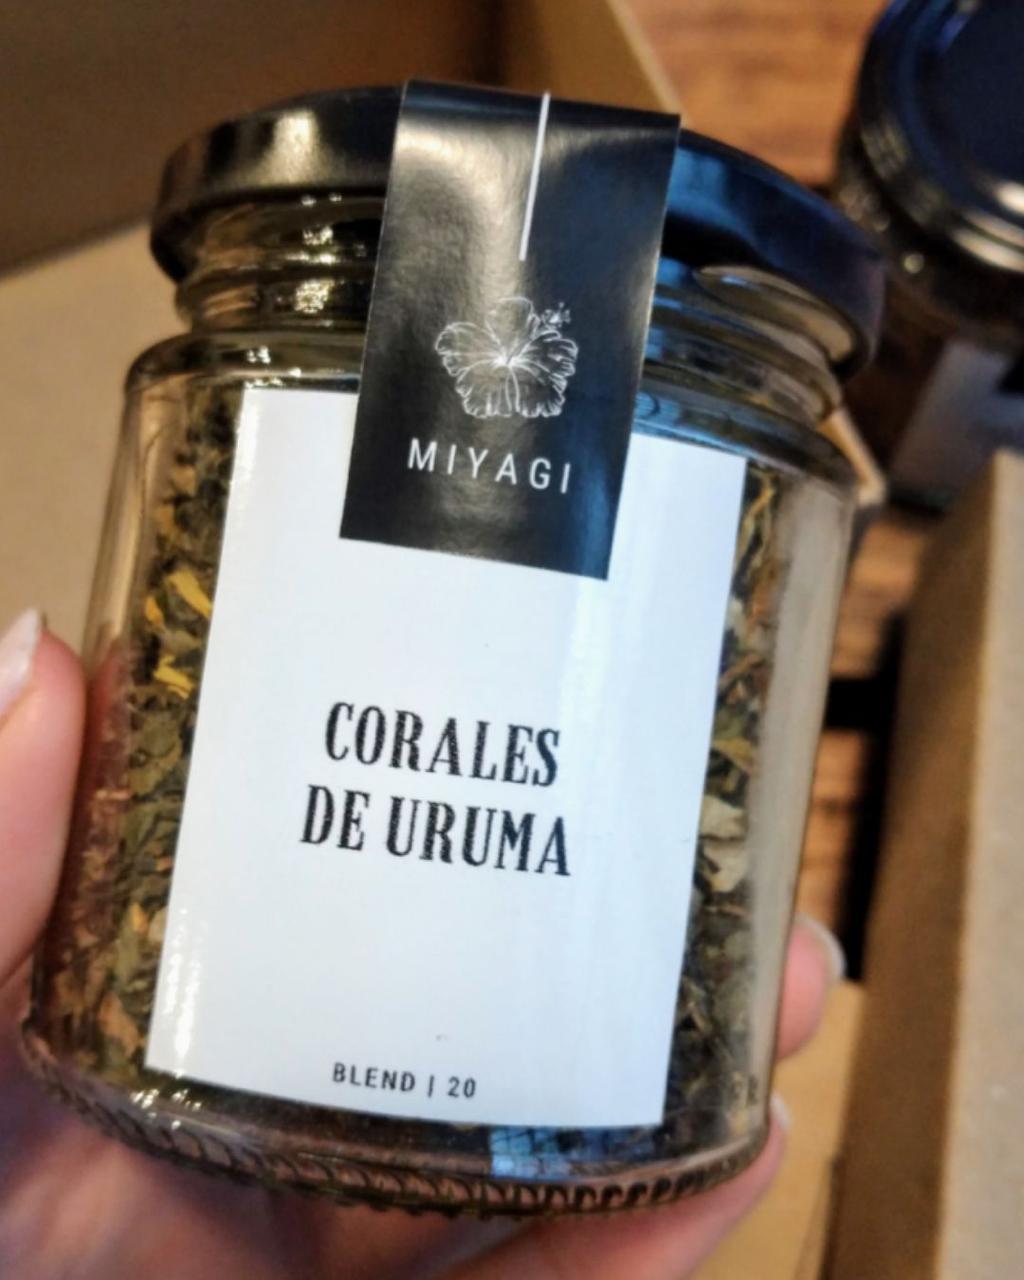 MIYAGI
CORALES
DE URUMA
BLEND | 20